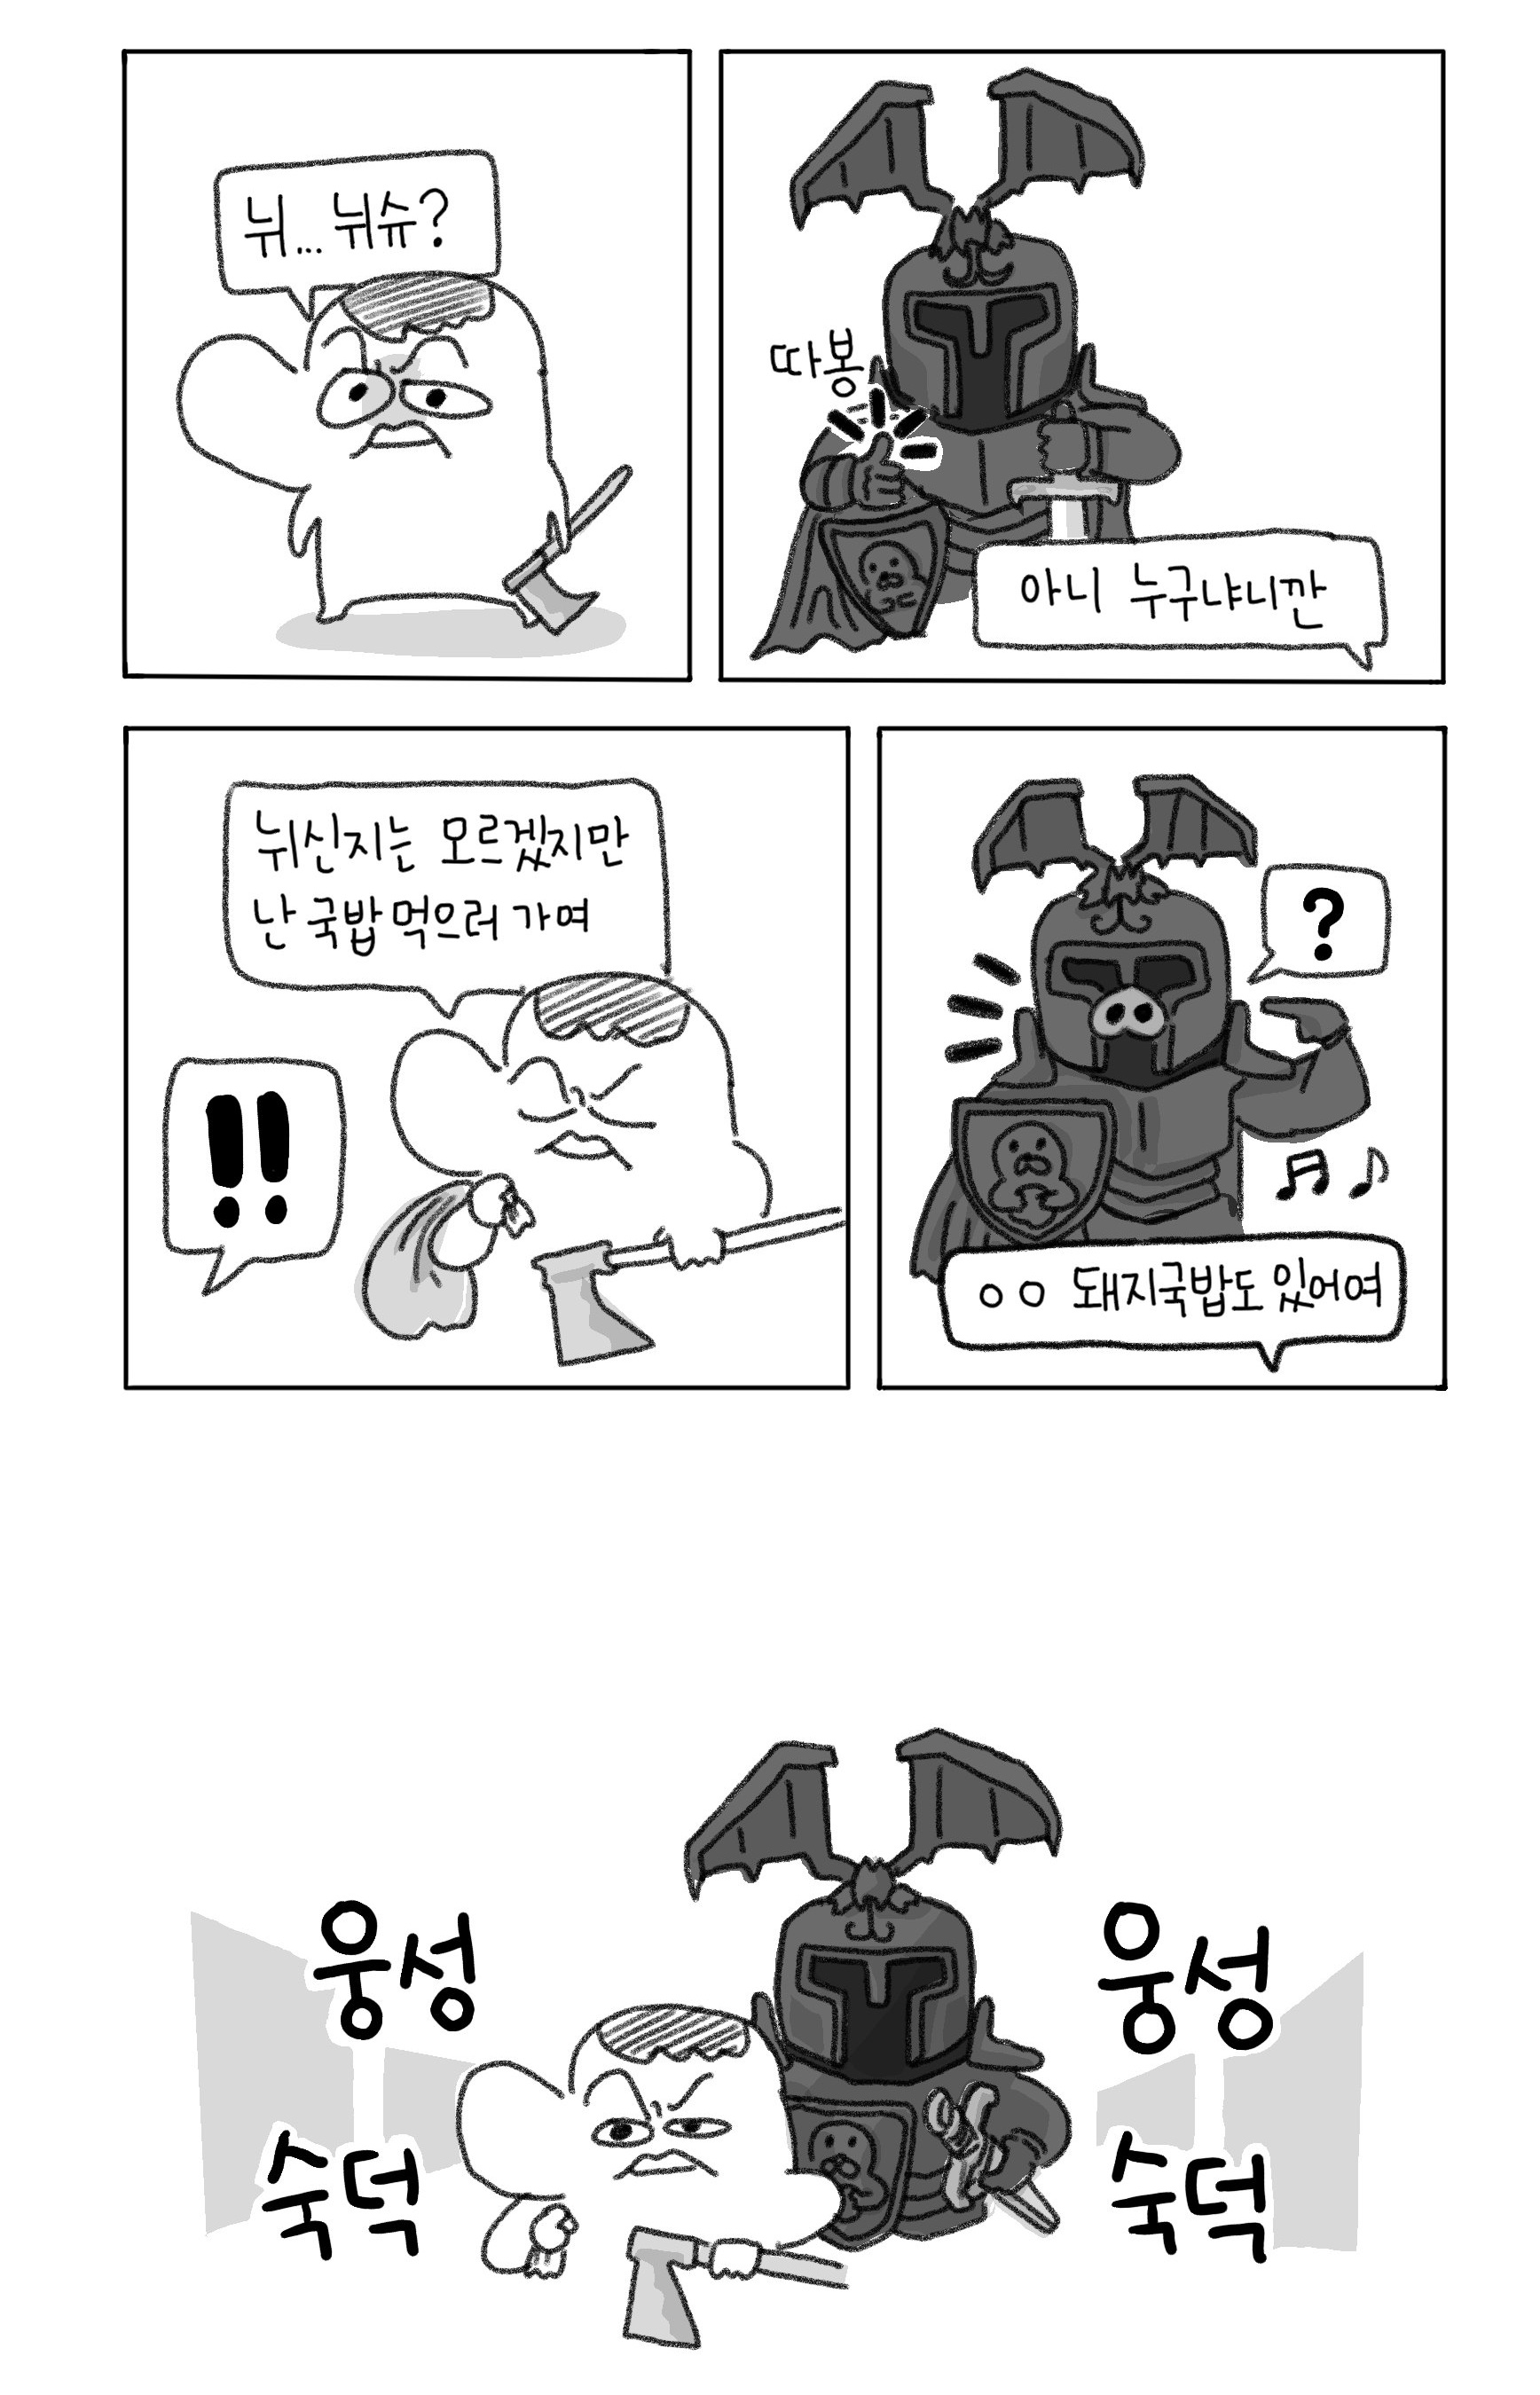 뉘... 뉘슈?
따봉
아니 누구냐니깐
뉘신지는 모르겠지만
난 국밥 먹으러 가여
!!
?
ㅇㅇ 돼지국밥도 있어여
웅성
웅성
숙덕
숙덕